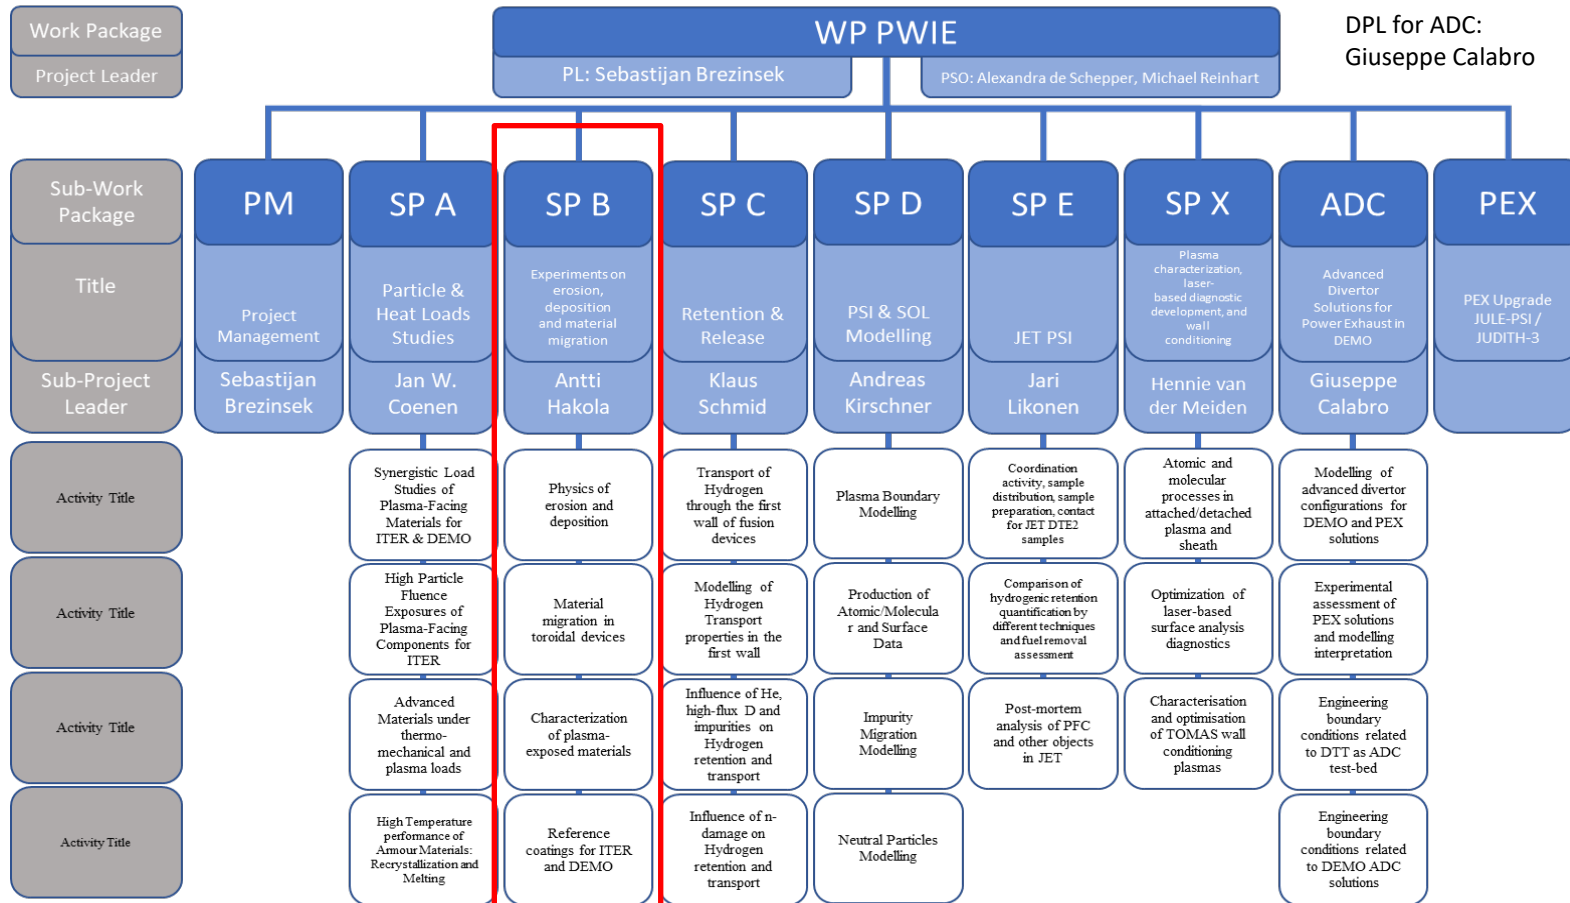 Work Package
Project Leader
WP PWIE
PL: Sebastijan Brezinsek
PSO: Alexandra de Schepper, Michael Reinhart
DPL for ADC:
Giuseppe Calabro
Sub-Work
Package
Title
Sub-Project
Leader
PM
Project
Management
Sebastijan
Brezinsek
SP A
Particle &
Heat Loads
Studies
Jan W.
Coenen
SP B
Experiments on
erosion,
deposition
and material
migration
Antti
Hakola
SP C
Retention &
Release
Klaus
Schmid
SP D
PSI & SOL
Modelling
Andreas
Kirschner
SP E
JET PSI
Jari
Likonen
SP X
Plasma
characterization,
laser-
based diagnostic
development, and
wall
conditioning
Hennie van
der Meiden
ADC
Advanced
Divertor
Solutions for
Power Exhaust in
DEMO
Giuseppe
Calabro
PEX
PEX Upgrade
JULE-PSI /
JUDITH-3
Activity Title
Synergistic Load
Studies of
Plasma-Facing
Materials for
ITER & DEMO
Physics of
erosion and
deposition
Transport of
Hydrogen
through the first
wall of fusion
devices
Plasma Boundary
Modelling
Coordination
activity, sample
distribution, sample
preparation, contact
for JET DTE2
samples
Atomic and
molecular
processes in
attached/detached
plasma and
sheath
Modelling of
advanced divertor
configurations for
DEMO and PEX
solutions
Activity Title
High Particle
Fluence
Exposures of
Plasma-Facing
Components for
ITER
Material
migration in
toroidal devices
Modelling of
Hydrogen
Transport
properties in the
first wall
Production of
Atomic/Molecula
r and Surface
Data
Comparison of
hydrogenic retention
quantification by
different techniques
and fuel removal
assessment
Optimization of
laser-based
surface analysis
diagnostics
Experimental
assessment of
PEX solutions
and modelling
interpretation
Activity Title
Advanced
Materials under
thermo-
mechanical and
plasma loads
Characterization
of plasma-
exposed materials
Influence of He,
high-flux D and
impurities on
Hydrogen
retention and
transport
Impurity
Migration
Modelling
Post-mortem
analysis of PFC
and other objects
in JET
Characterisation
and optimisation
of TOMAS wall
conditioning
plasmas
Engineering
boundary
conditions related
to DTT as ADC
test-bed
Activity Title
High Temperature
performance of
Armour Materials:
Recrystallization and
Melting
Reference
coatings for ITER
and DEMO
Influence of n-
damage on
Hydrogen
retention and
transport
Neutral Particles
Modelling
Engineering
boundary
conditions related
to DEMO ADC
solutions